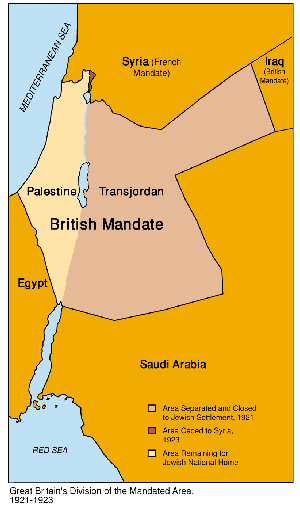 MEDITERRANEAN SEA
Syria (French
Mandate)
Iraq
(British
Mandate)
Palestine
Transjordan
British Mandate
Egypt
Saudi Arabia
Area Separated and Closed
to Jewish Settlement, 1921
Area Ceded to Syria,
1923
Area Remaining for
Jewish National Home
RED SEA
Great Britain's Division of the Mandated Area,
1921-1923